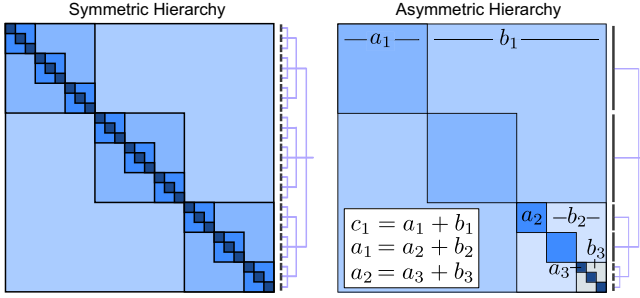 Symmetric Hierarchy
Asymmetric Hierarchy
a₁
b₁
a₂
b₂
b₃
a₃
c₁ = a₁ + b₁
a₁ = a₂ + b₂
a₂ = a₃ + b₃